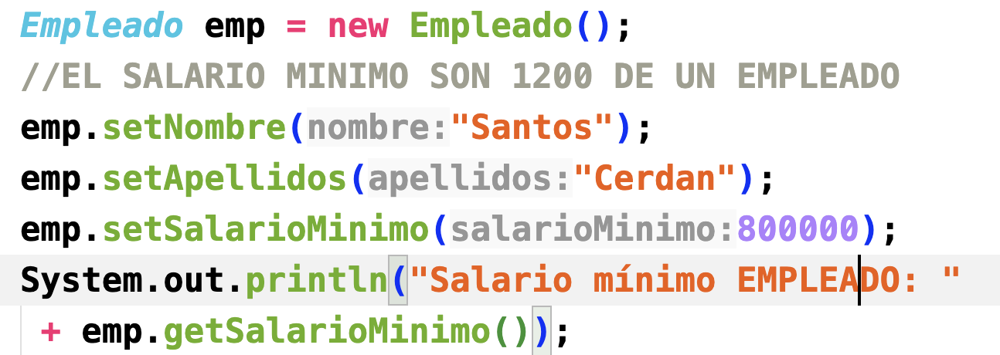 Empleado emp = new Empleado();
//EL SALARIO MINIMO SON 1200 DE UN EMPLEADO
emp.setNombre(nombre:"Santos");
emp.setApellidos(apellidos:"Cerdan");
emp.setSalarioMinimo(salarioMinimo:800000);
System.out.println("Salario mínimo EMPLEADO: "
+ emp.getSalarioMinimo());